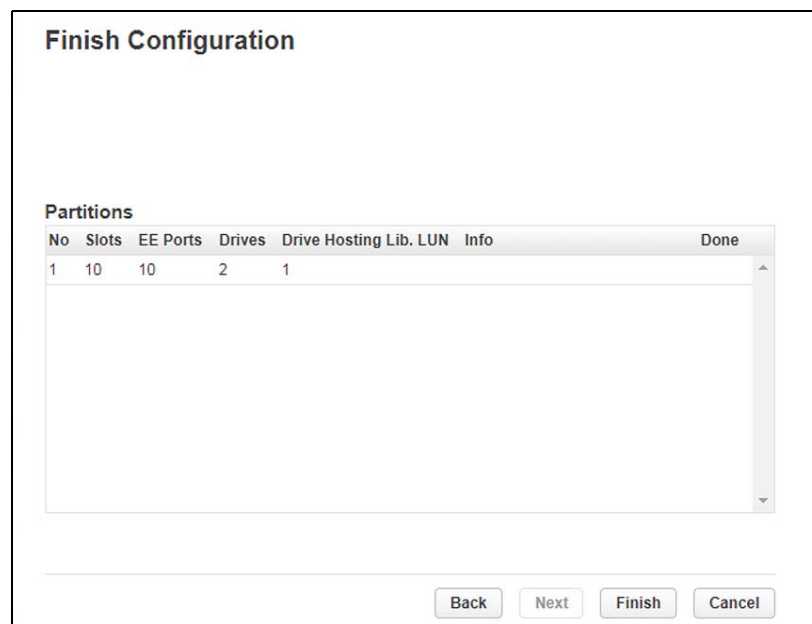 Finish Configuration
Partitions
No Slots EE Ports Drives Drive Hosting Lib. LUN Info Done
1 10 10 2 1
Back Next Finish Cancel